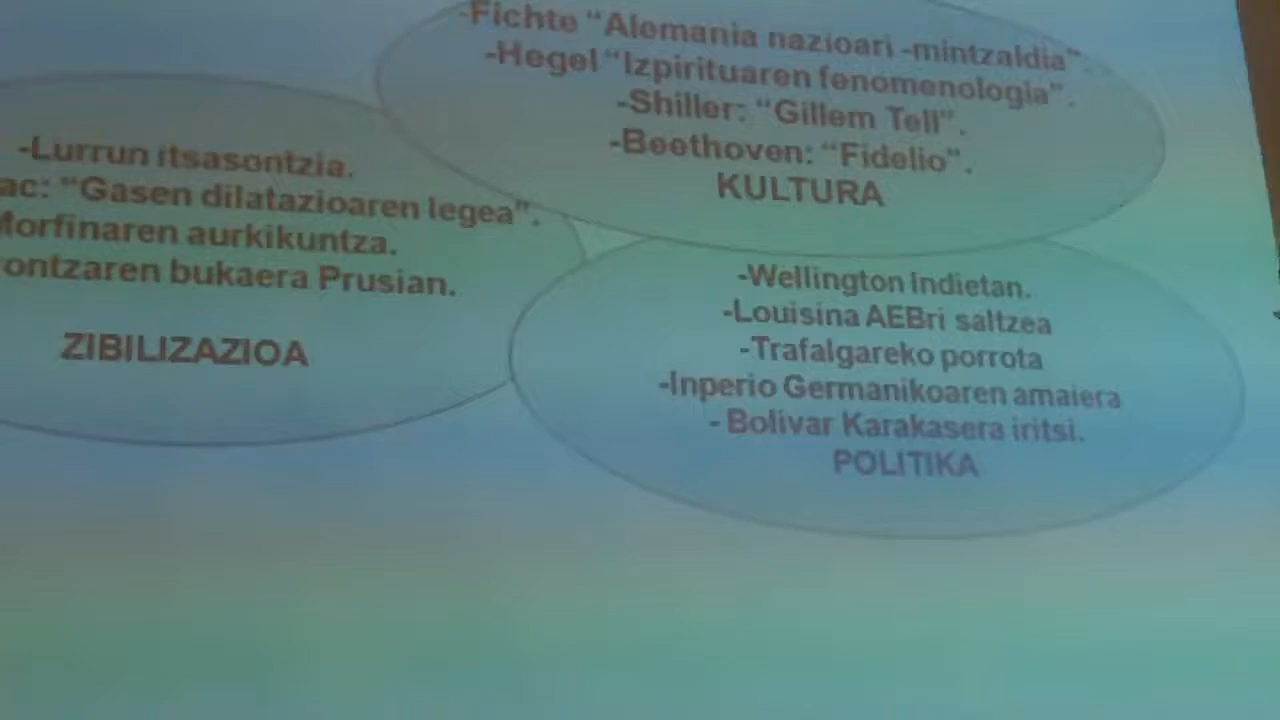 -Fichte “Alemania nazioari -mintzaldia”.
-Hegel “Izpirituaren fenomenologia”.
-Shiller: “Gillem Tell”.
-Beethoven: “Fidelio”.
KULTURA
-Lurrun itsasontzia.
ac: “Gasen dilatazioaren legea”.
Morfinaren aurkikuntza.
ontzaren bukaera Prusian.
ZIBILIZAZIOA
-Wellington Indietan.
-Louisina AEBri saltzea
-Trafalgareko porrota
-Inperio Germanikoaren amaiera
- Bolivar Karakasera iritsi.
POLITIKA